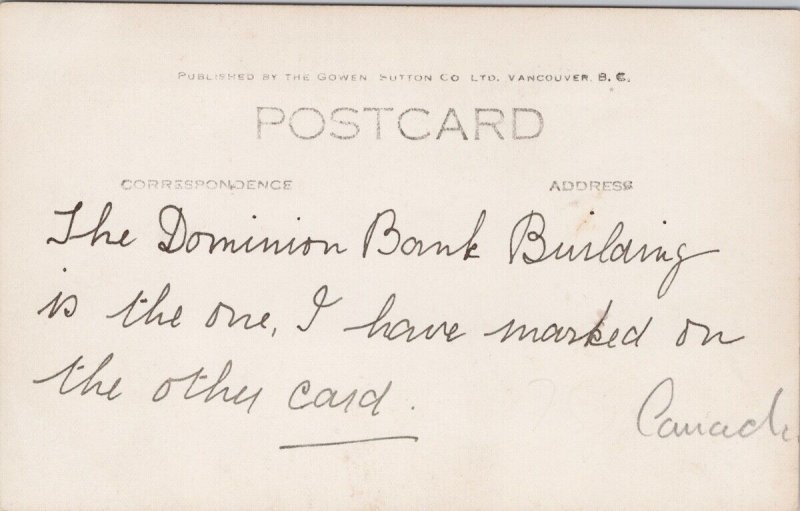 PUBLISHED BY THE GOWEN SUTTON CO LTD. VANCOUVER, B.C.
POSTCARD
CORRESPONDENCE ADDRESS
The Dominion Bank Building
is the one, I have marked on
the other card.
Canada